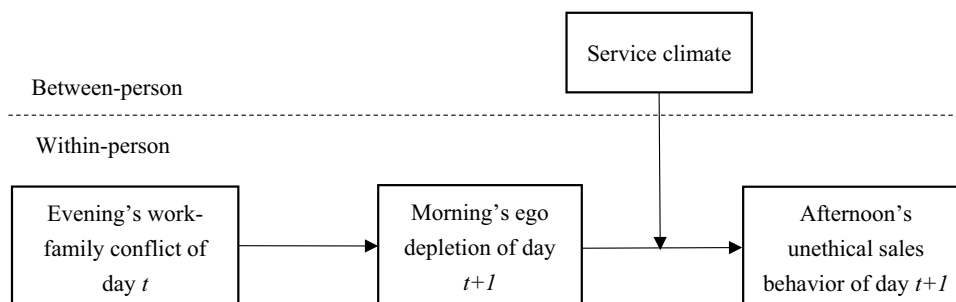 Service climate
Between-person
Within-person
Evening’s work-
family conflict of
day t
Morning’s ego
depletion of day
t+1
Afternoon’s
unethical sales
behavior of day t+1